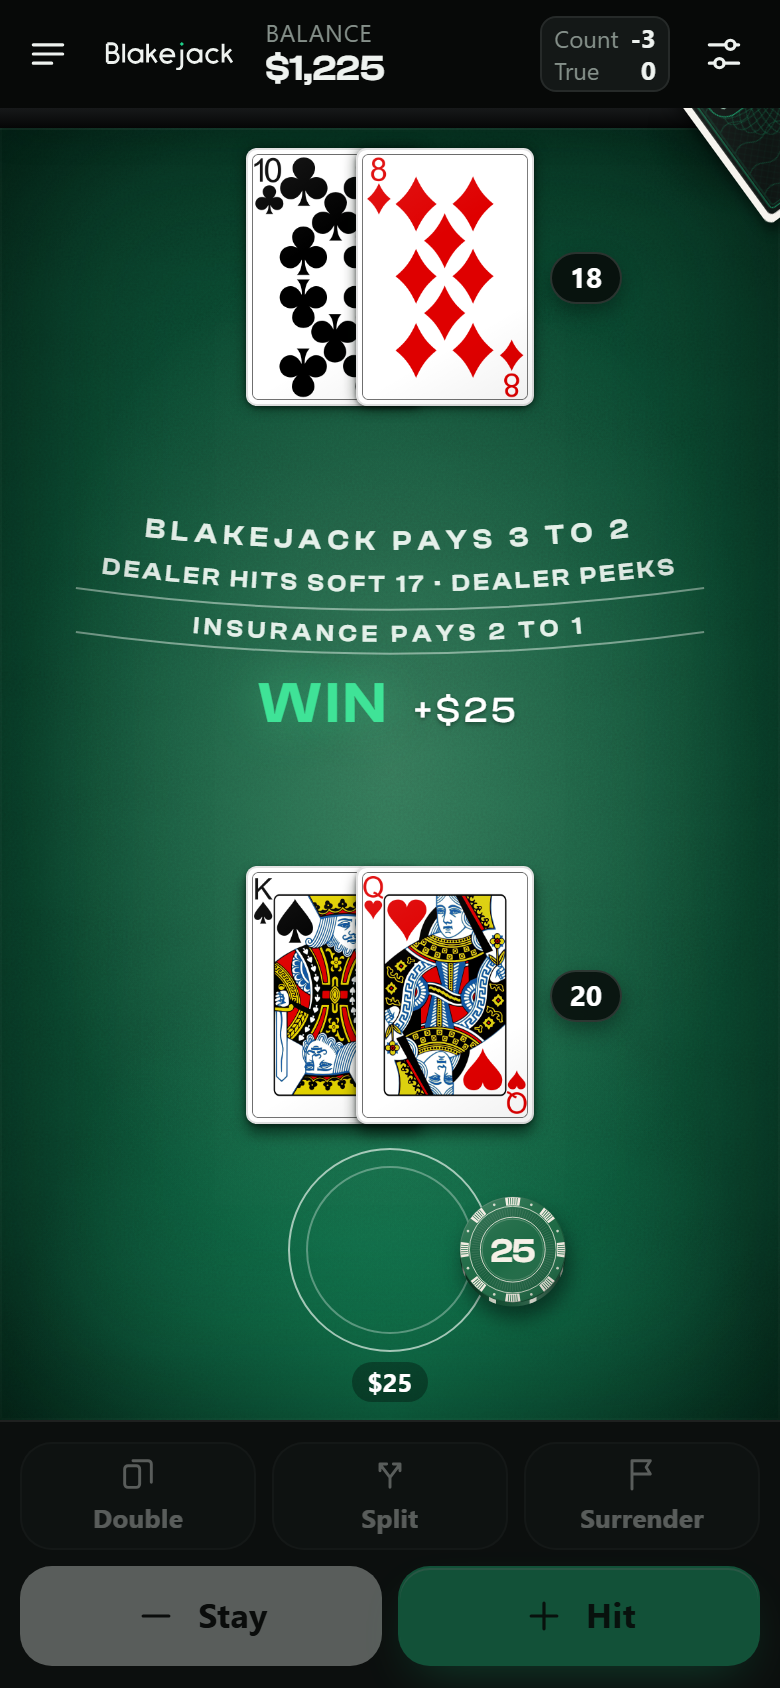 Blakejack
BALANCE
$1,225
Count -3
True 0
10
8
8
18
BLAKEJACK PAYS 3 TO 2
DEALER HITS SOFT 17 · DEALER PEEKS
INSURANCE PAYS 2 TO 1
WIN +$25
K
Q
Q
20
25
$25
Double
Split
Surrender
Stay
Hit